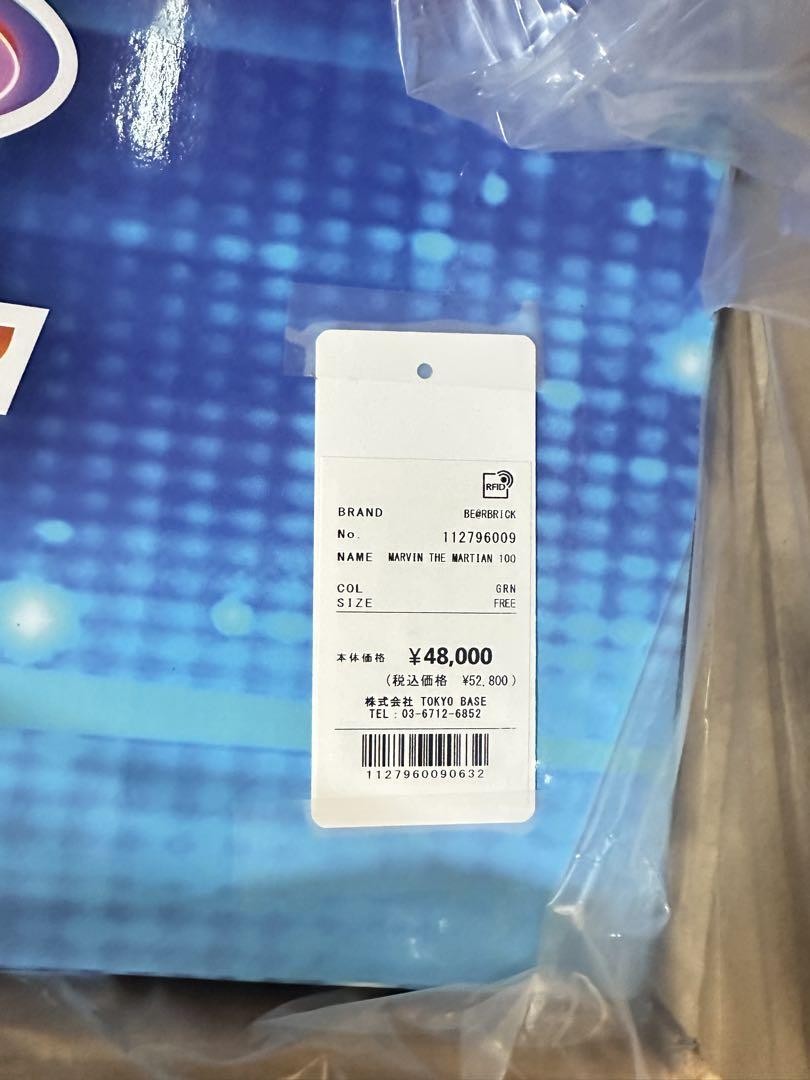 RFID
BRAND BE@RBRICK
No. 112796009
NAME MARVIN THE MARTIAN 100
COL GRN
SIZE FREE
本体価格 ¥48,000
(税込価格 ¥52,800)
株式会社 TOKYO BASE
TEL:03-6712-6852
1127960090632